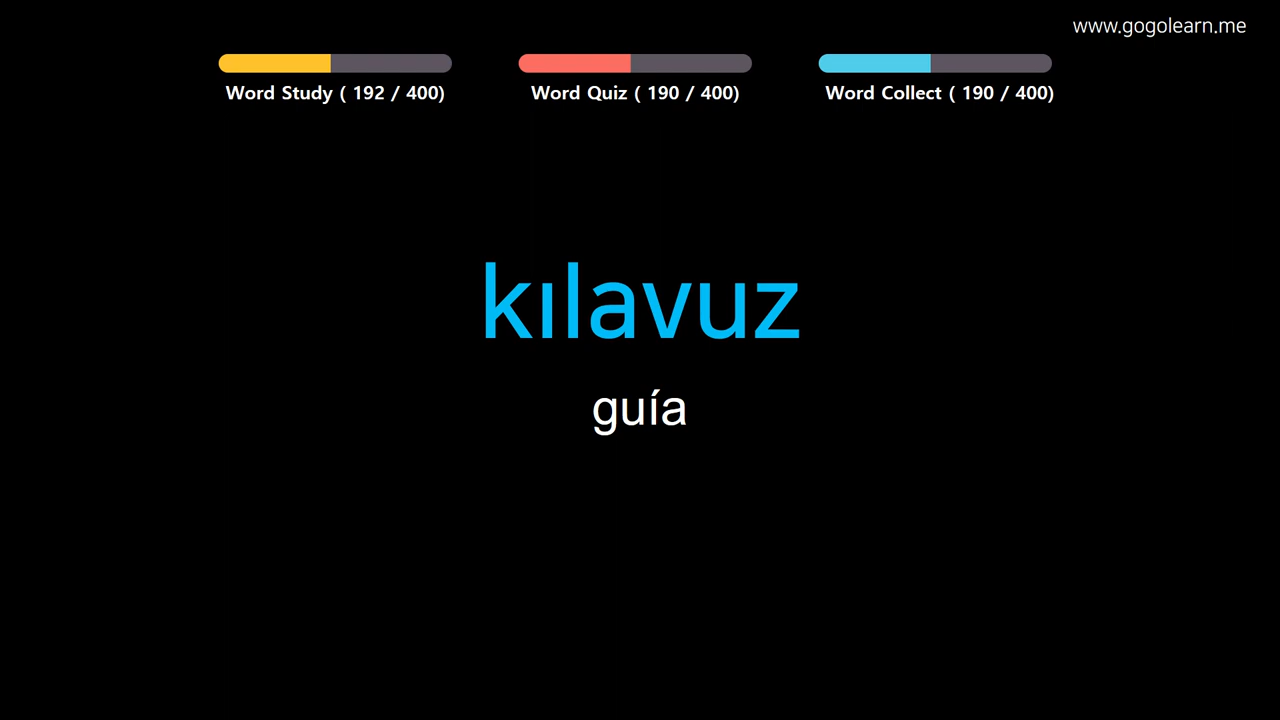 www.gogolearn.me
Word Study ( 192 / 400)
Word Quiz ( 190 / 400)
Word Collect ( 190 / 400)
kılavuz
guía